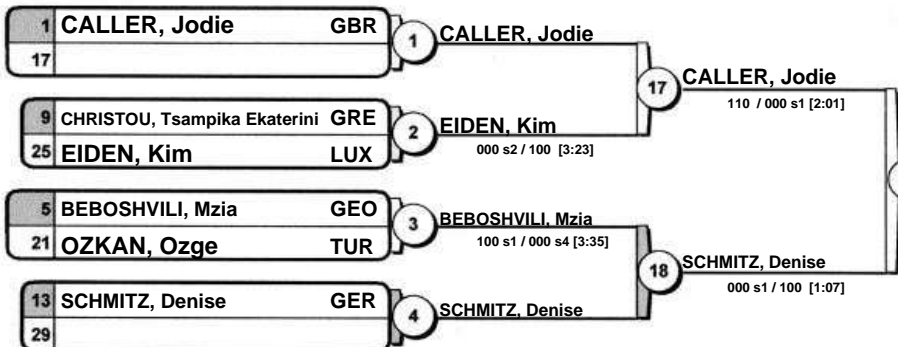 1 CALLER, Jodie GBR
17
1
CALLER, Jodie
9 CHRISTOU, Tsampika Ekaterini GRE
25 EIDEN, Kim LUX
2
EIDEN, Kim
000 s2 / 100 [3:23]
17
CALLER, Jodie
110 / 000 s1 [2:01]
5 BEBOSHVILI, Mzia GEO
21 OZKAN, Ozge TUR
3
BEBOSHVILI, Mzia
100 s1 / 000 s4 [3:35]
13 SCHMITZ, Denise GER
29
4
SCHMITZ, Denise
18
SCHMITZ, Denise
000 s1 / 100 [1:07]